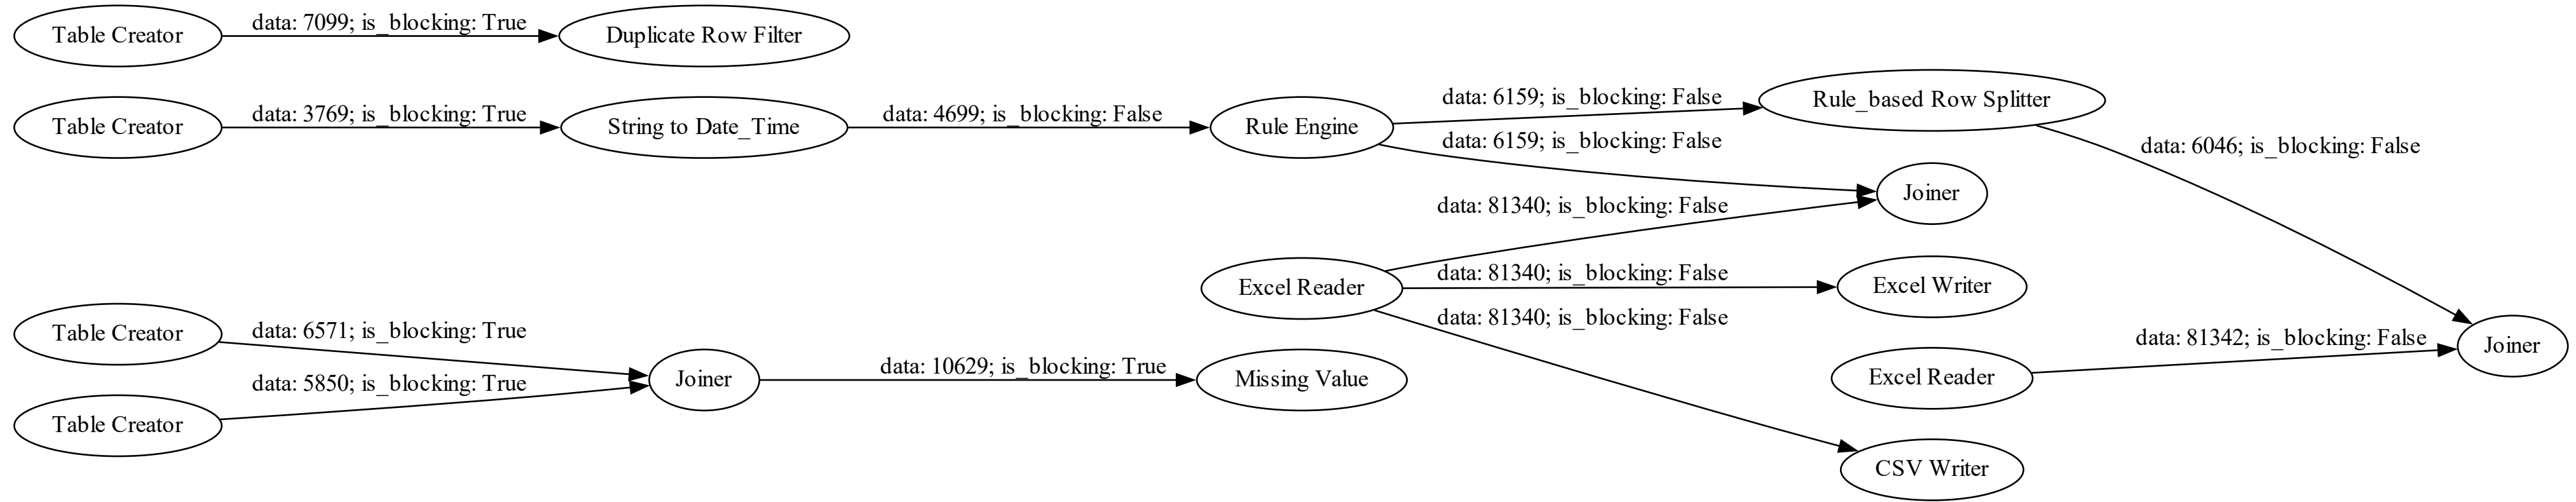 Table Creator
data: 7099; is_blocking: True
Duplicate Row Filter
Table Creator
data: 3769; is_blocking: True
String to Date_Time
data: 4699; is_blocking: False
Rule Engine
data: 6159; is_blocking: False
Rule_based Row Splitter
data: 6159; is_blocking: False
data: 6046; is_blocking: False
Joiner
data: 81340; is_blocking: False
Excel Reader
data: 81340; is_blocking: False
Excel Writer
data: 81340; is_blocking: False
Table Creator
data: 6571; is_blocking: True
data: 81342; is_blocking: False
Joiner
data: 5850; is_blocking: True
Joiner
data: 10629; is_blocking: True
Missing Value
Excel Reader
Table Creator
CSV Writer